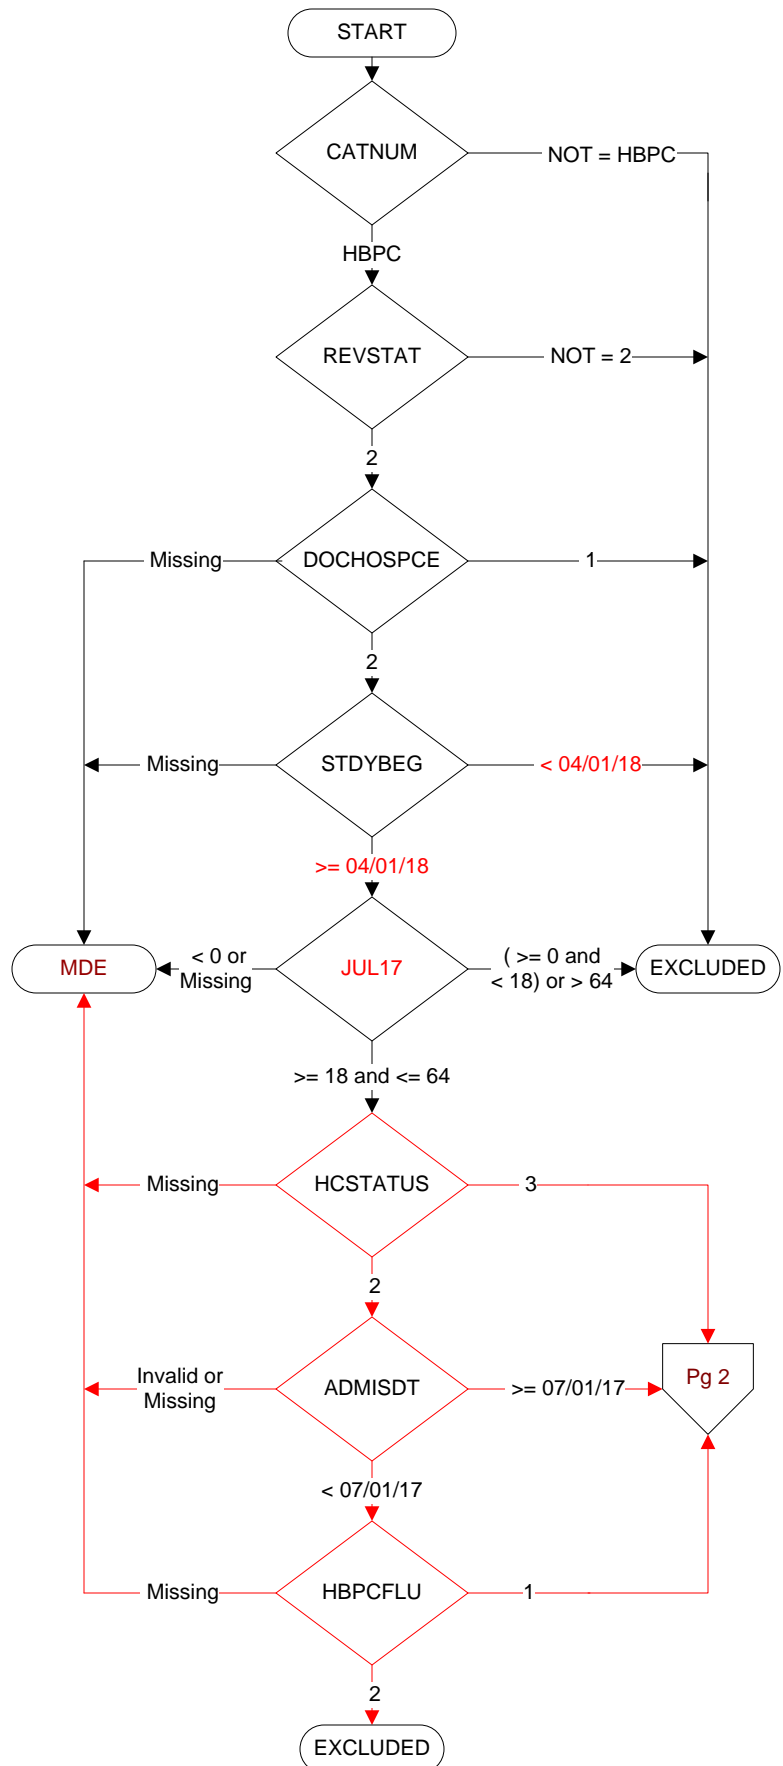 START
CATNUM
NOT = HBPC
HBPC
REVSTAT
NOT = 2
2
Missing
DOCHOSPCE
1
2
Missing
STDYBEG
< 04/01/18
>= 04/01/18
MDE
< 0 or
Missing
JUL17
( >= 0 and
< 18) or > 64
EXCLUDED
>= 18 and <= 64
Missing
HCSTATUS
3
2
Invalid or
Missing
ADMISDT
>= 07/01/17
Pg 2
< 07/01/17
Missing
HBPCFLU
1
2
EXCLUDED